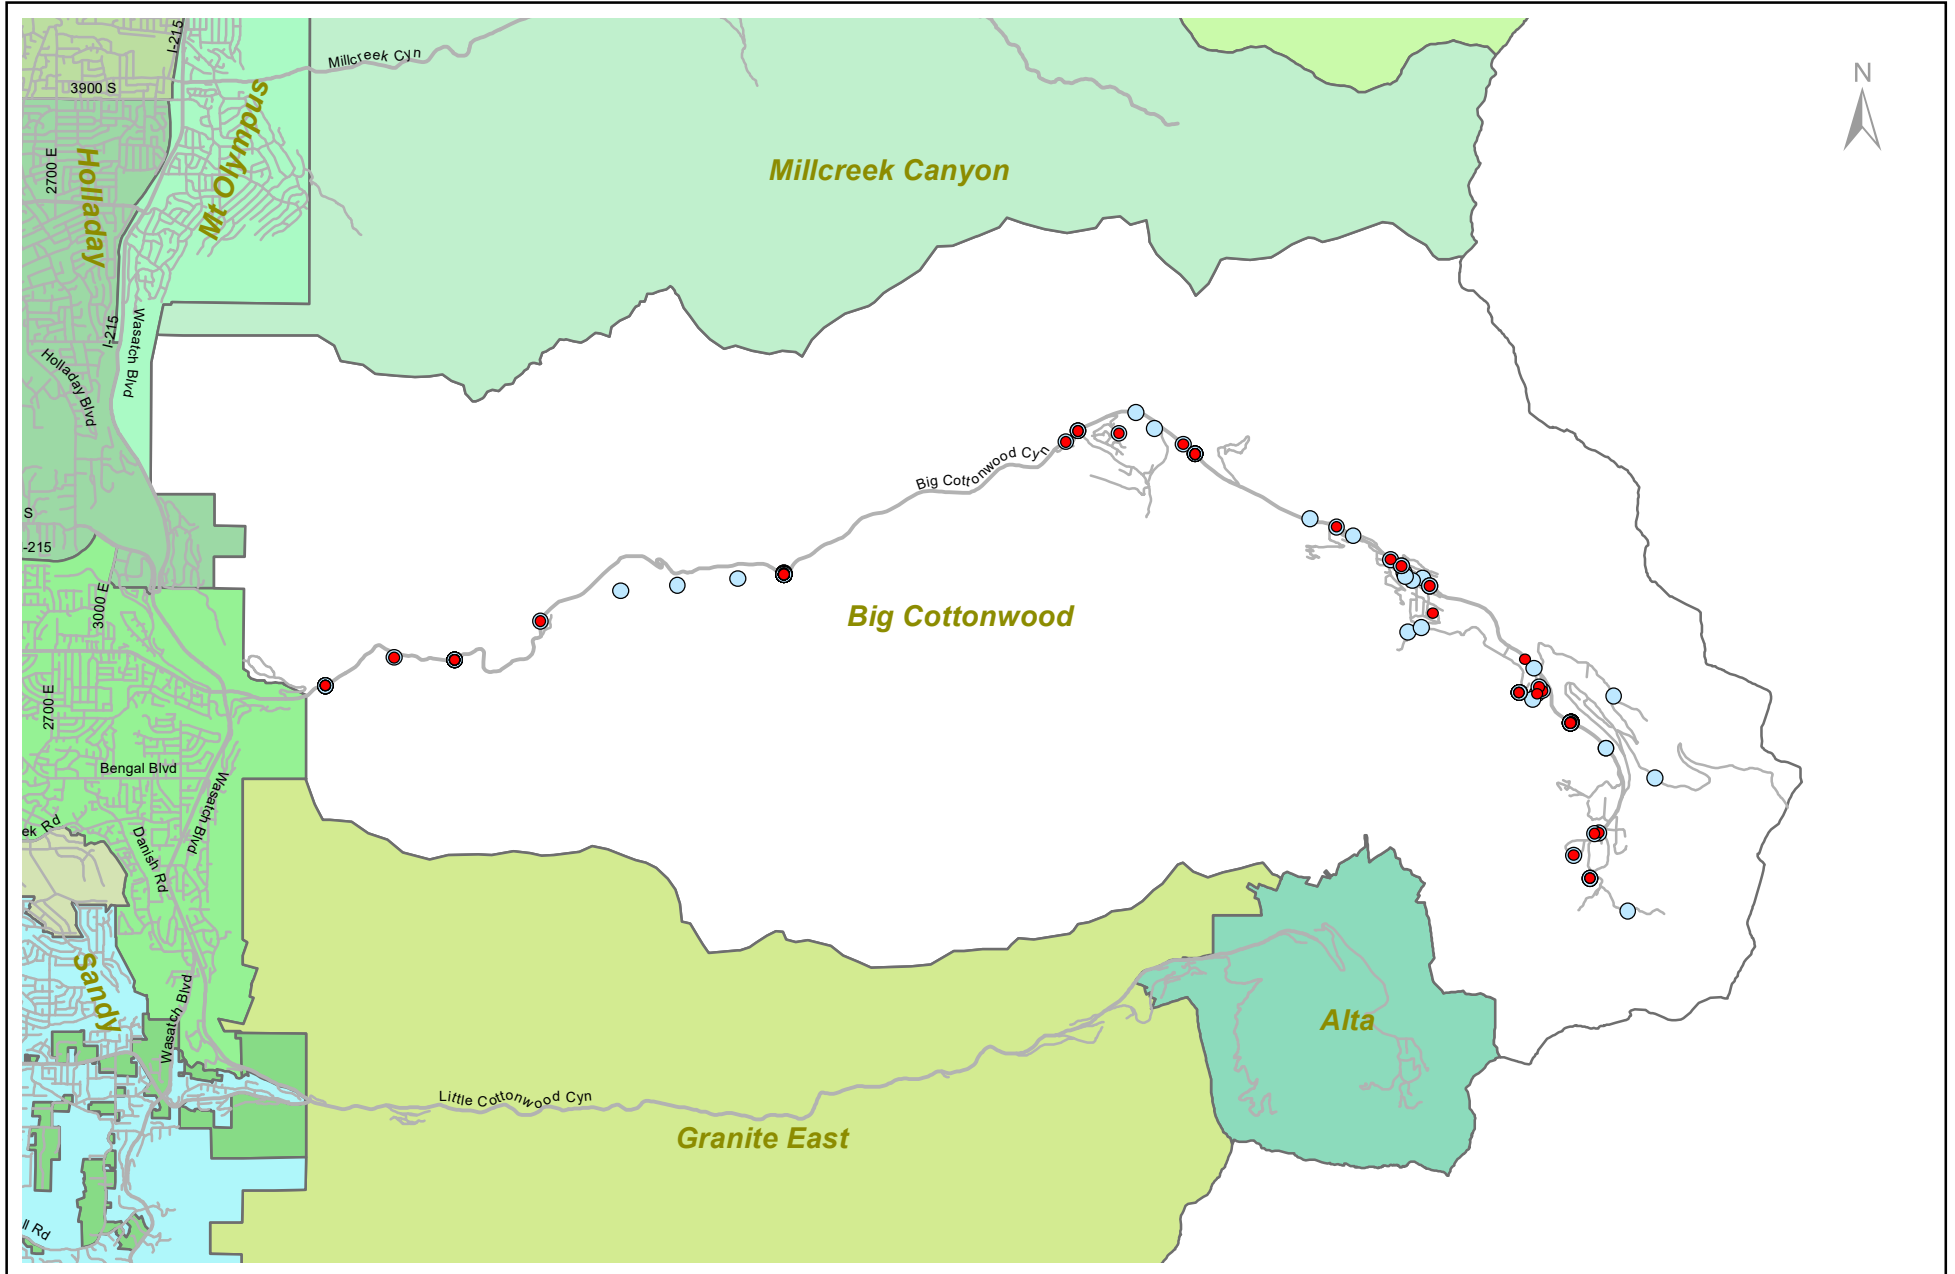 I-215
Millcreek Cyn
3900 S
N
2700 E
Holladay
Mt Olympus
Millcreek Canyon
I-215
Wasatch Blvd
Holladay Blvd
Big Cottonwood Cyn
S
-215
3000 E
Big Cottonwood
2700 E
Bengal Blvd
Wasatch Blvd
ek Rd
Danish Rd
Sandy
Wasatch Blvd
Alta
Little Cottonwood Cyn
Granite East
ll Rd